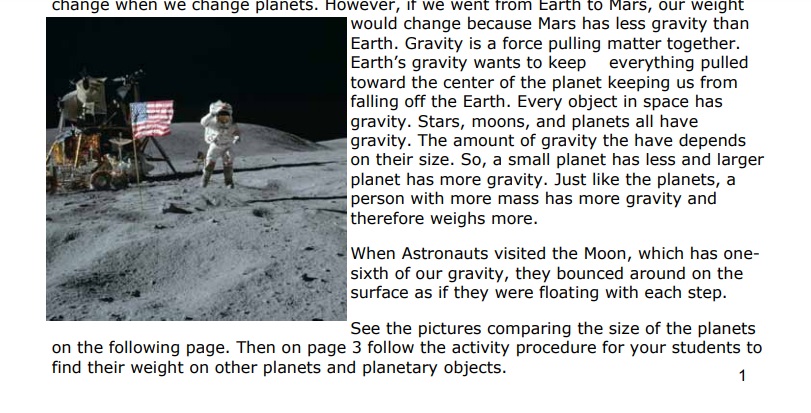 change when we change planets. However, if we went from Earth to Mars, our weight
would change because Mars has less gravity than
Earth. Gravity is a force pulling matter together.
Earth's gravity wants to keep    everything pulled
toward the center of the planet keeping us from
falling off the Earth. Every object in space has
gravity. Stars, moons, and planets all have
gravity. The amount of gravity the have depends
on their size. So, a small planet has less and larger
planet has more gravity. Just like the planets, a
person with more mass has more gravity and
therefore weighs more.
When Astronauts visited the Moon, which has one-
sixth of our gravity, they bounced around on the
surface as if they were floating with each step.
See the pictures comparing the size of the planets
on the following page. Then on page 3 follow the activity procedure for your students to
find their weight on other planets and planetary objects.
1